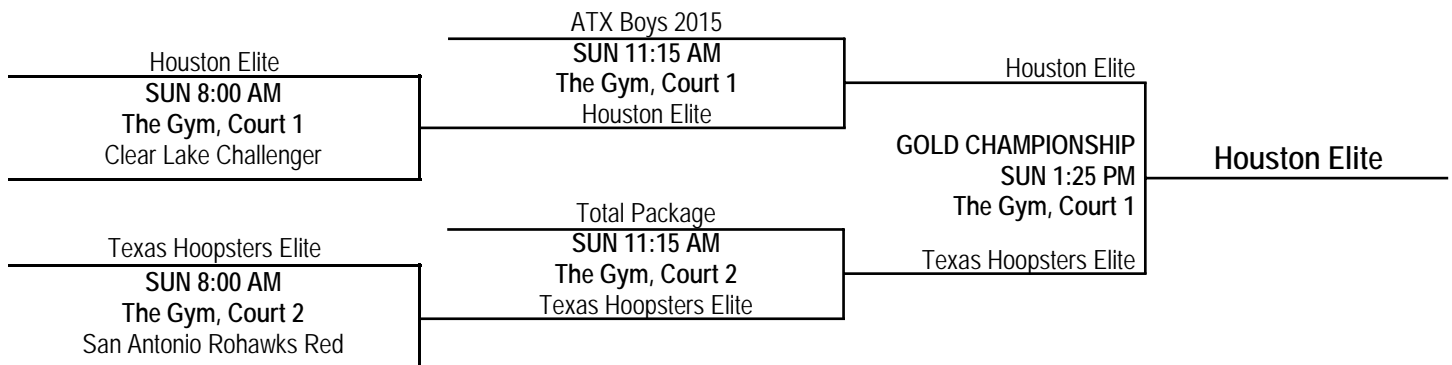 Houston Elite
SUN 8:00 AM
The Gym, Court 1
Clear Lake Challenger
Texas Hoopsters Elite
SUN 8:00 AM
The Gym, Court 2
San Antonio Rohawks Red
ATX Boys 2015
SUN 11:15 AM
The Gym, Court 1
Houston Elite
Total Package
SUN 11:15 AM
The Gym, Court 2
Texas Hoopsters Elite
Houston Elite
GOLD CHAMPIONSHIP
SUN 1:25 PM
The Gym, Court 1
Texas Hoopsters Elite
Houston Elite